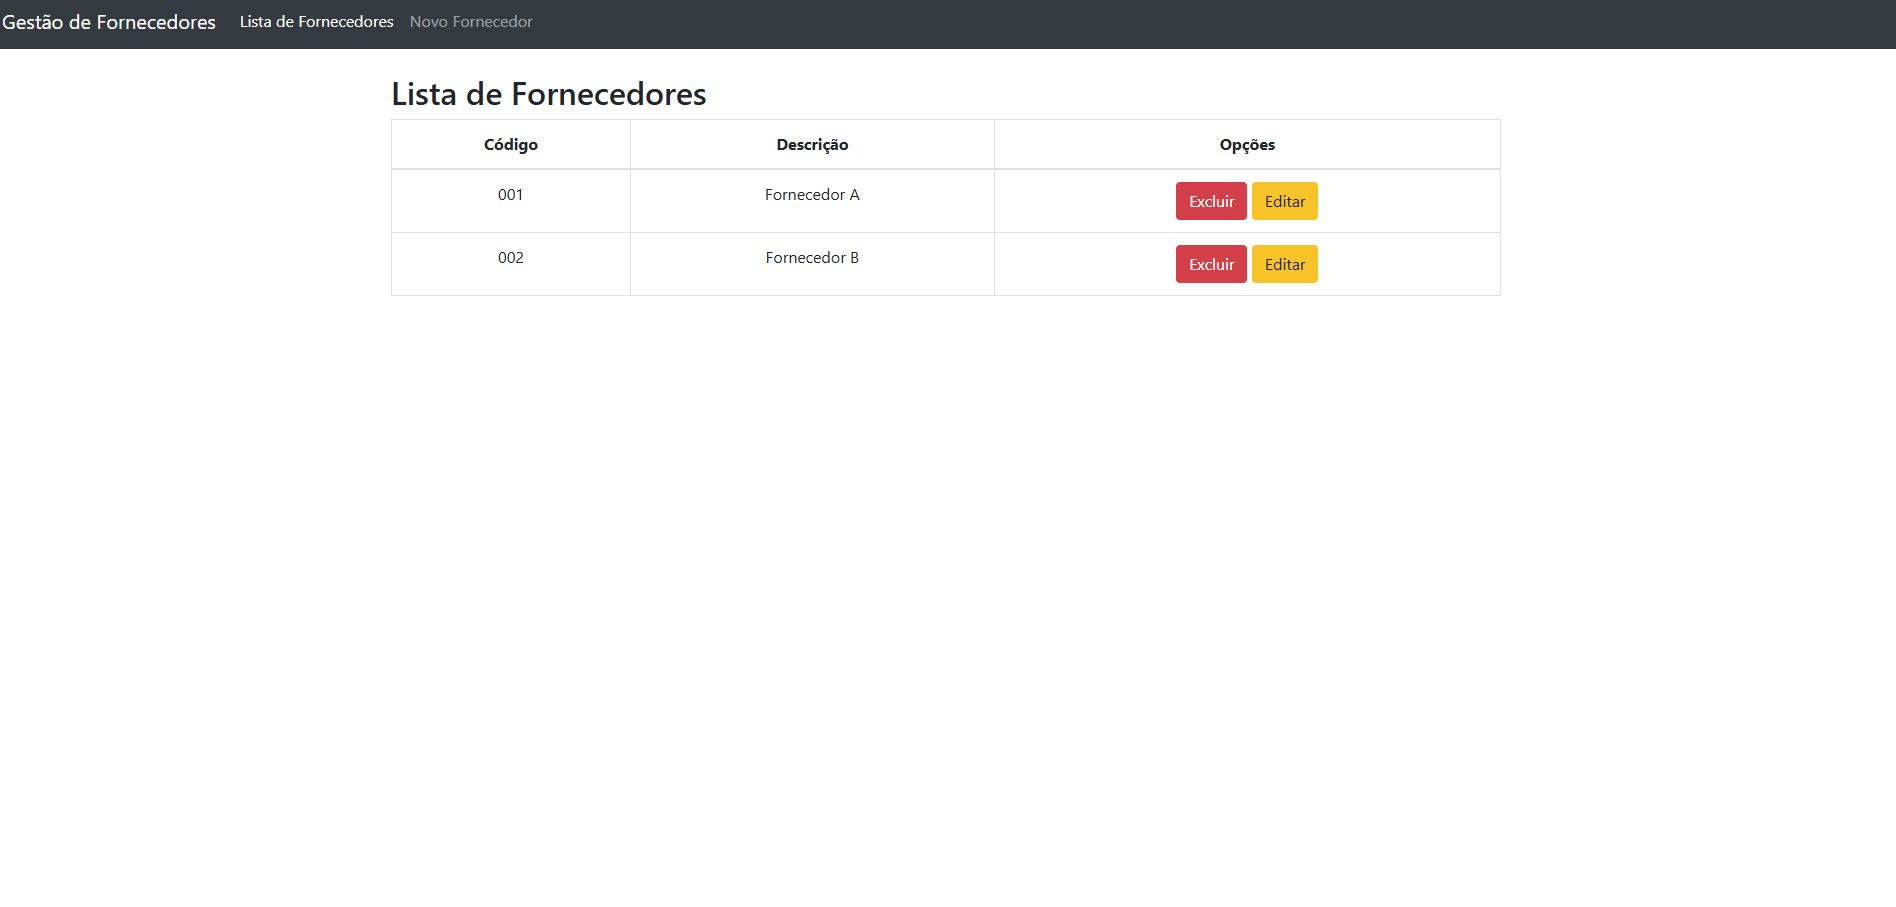 Gestão de Fornecedores Lista de Fornecedores Novo Fornecedor
Lista de Fornecedores
Código Descrição Opções
001 Fornecedor A Excluir Editar
002 Fornecedor B Excluir Editar